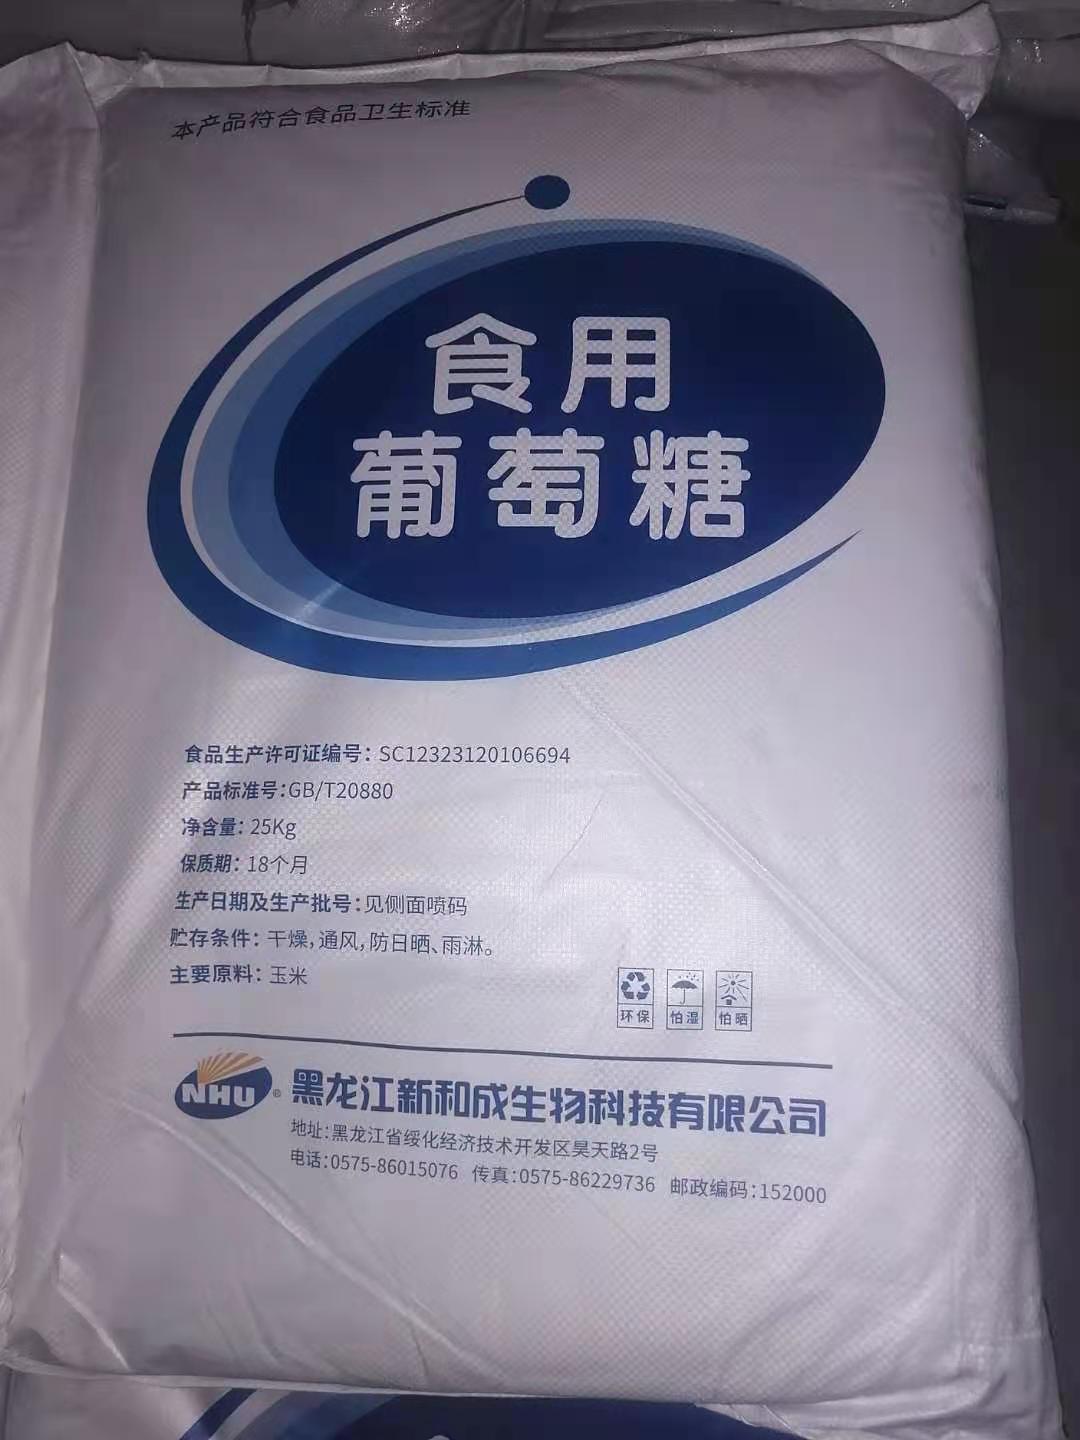 本产品符合食品卫生标准
食用
葡萄糖
食品生产许可证编号：SC12323120106694
产品标准号：GB/T20880
净含量：25Kg
保质期：18个月
生产日期及生产批号：见侧面喷码
贮存条件：干燥，通风，防日晒、雨淋。
主要原料：玉米
环保 怕湿 怕晒
NHU® 黑龙江新和成生物科技有限公司
地址：黑龙江省绥化经济技术开发区昊天路2号
电话：0575-86015076 传真：0575-86229736 邮政编码：152000